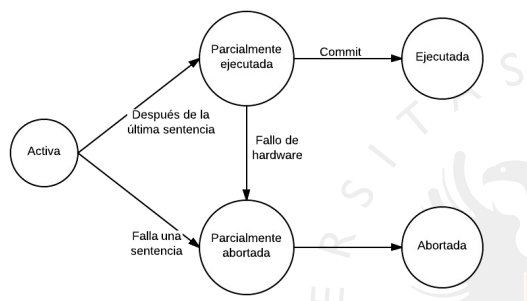 Parcialmente
ejecutada
Commit
Ejecutada
Después de la
última sentencia
Activa
Fallo de
hardware
Falla una
sentencia
Parcialmente
abortada
Abortada
E R S I T A S